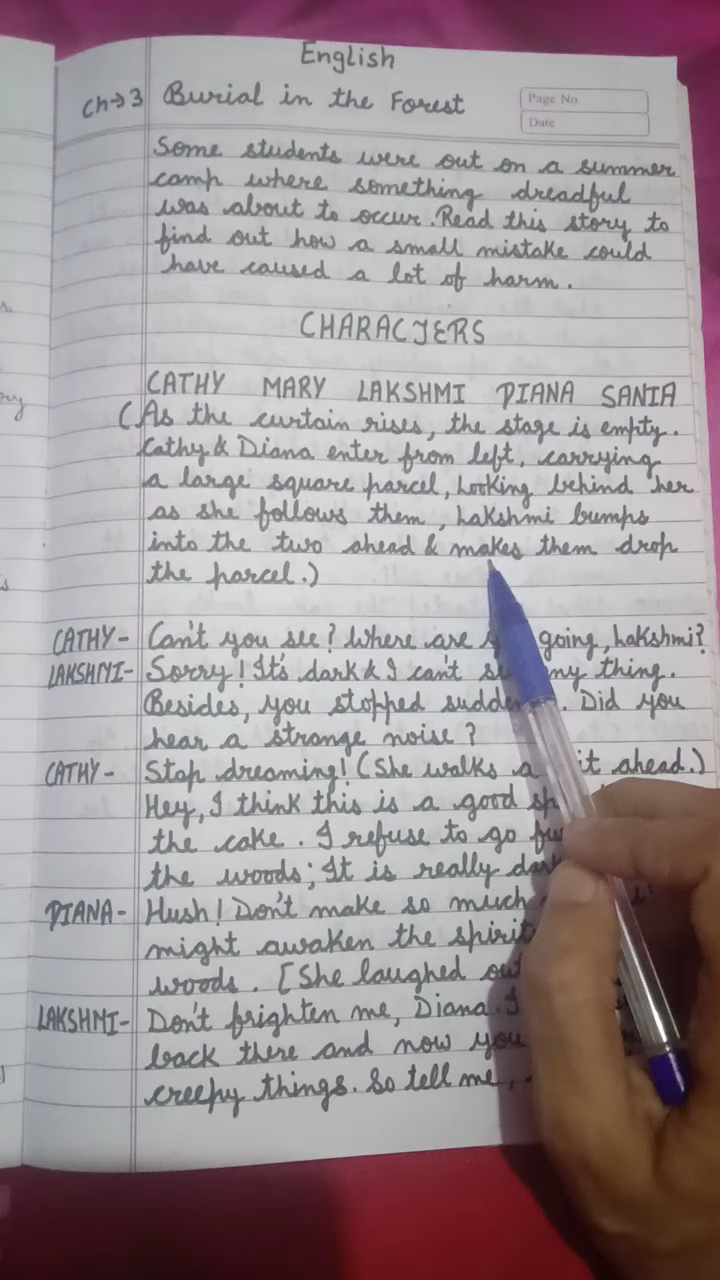 English
Ch→3 Burial in the Forest
Page No.
Date
Some students were out on a summer
camp where something dreadful
was about to occur. Read this story to
find out how a small mistake could
have caused a lot of harm.
CHARACTERS
CATHY MARY LAKSHMI DIANA SANIA
(As the curtain rises, the stage is empty.
Cathy & Diana enter from left, carrying
a large square parcel, Looking behind her
as she follows them, Lakshmi bumps
into the two ahead & makes them drop
the parcel.)
CATHY- Can't you see? Where are going, Lakshmi?
LAKSHMI- Sorry! It's dark & I can't thing.
Besides, you stopped Did you
hear a strange noise?
CATHY- Stop dreaming! (She walks a ahead.)
Hey, I think this is a good
the cake. I refuse to go
the woods; It is really
DIANA- Hush! Don't make so much
might awaken the
woods. [She laughed
LAKSHMI- Don't frighten me, Diana. I
back there and now you
creepy things. So tell me,